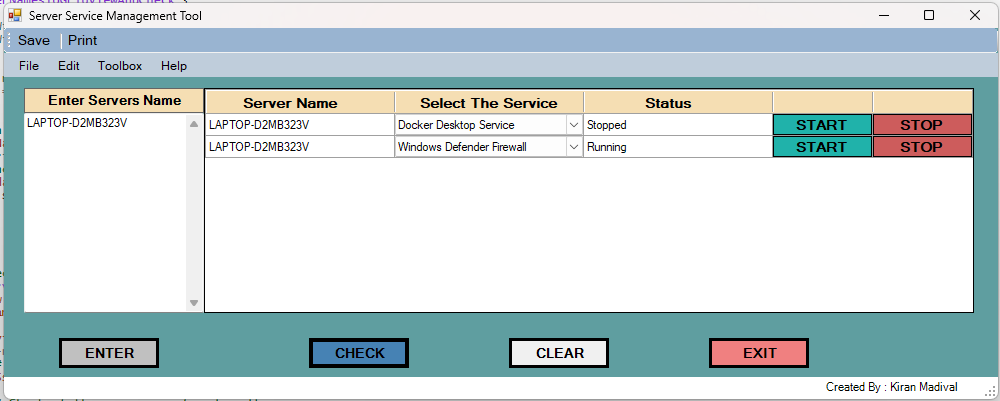 Server Service Management Tool
Save Print
File Edit Toolbox Help
Enter Servers Name
LAPTOP-D2MB323V
Server Name Select The Service Status
LAPTOP-D2MB323V Docker Desktop Service Stopped START STOP
LAPTOP-D2MB323V Windows Defender Firewall Running START STOP
ENTER CHECK CLEAR EXIT
Created By : Kiran Madival